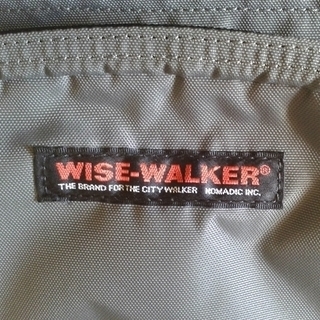 WISE-WALKER®
THE BRAND FOR THE CITY WALKER NOMADIC INC.